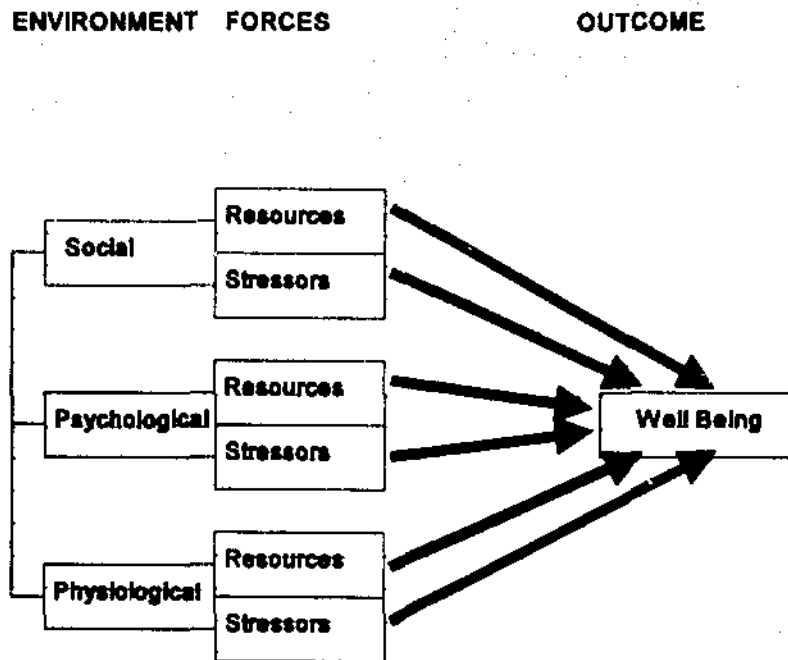 ENVIRONMENT FORCES OUTCOME
Resources
Social
Stressors
Resources
Psychological
Well Being
Stressors
Resources
Physiological
Stressors